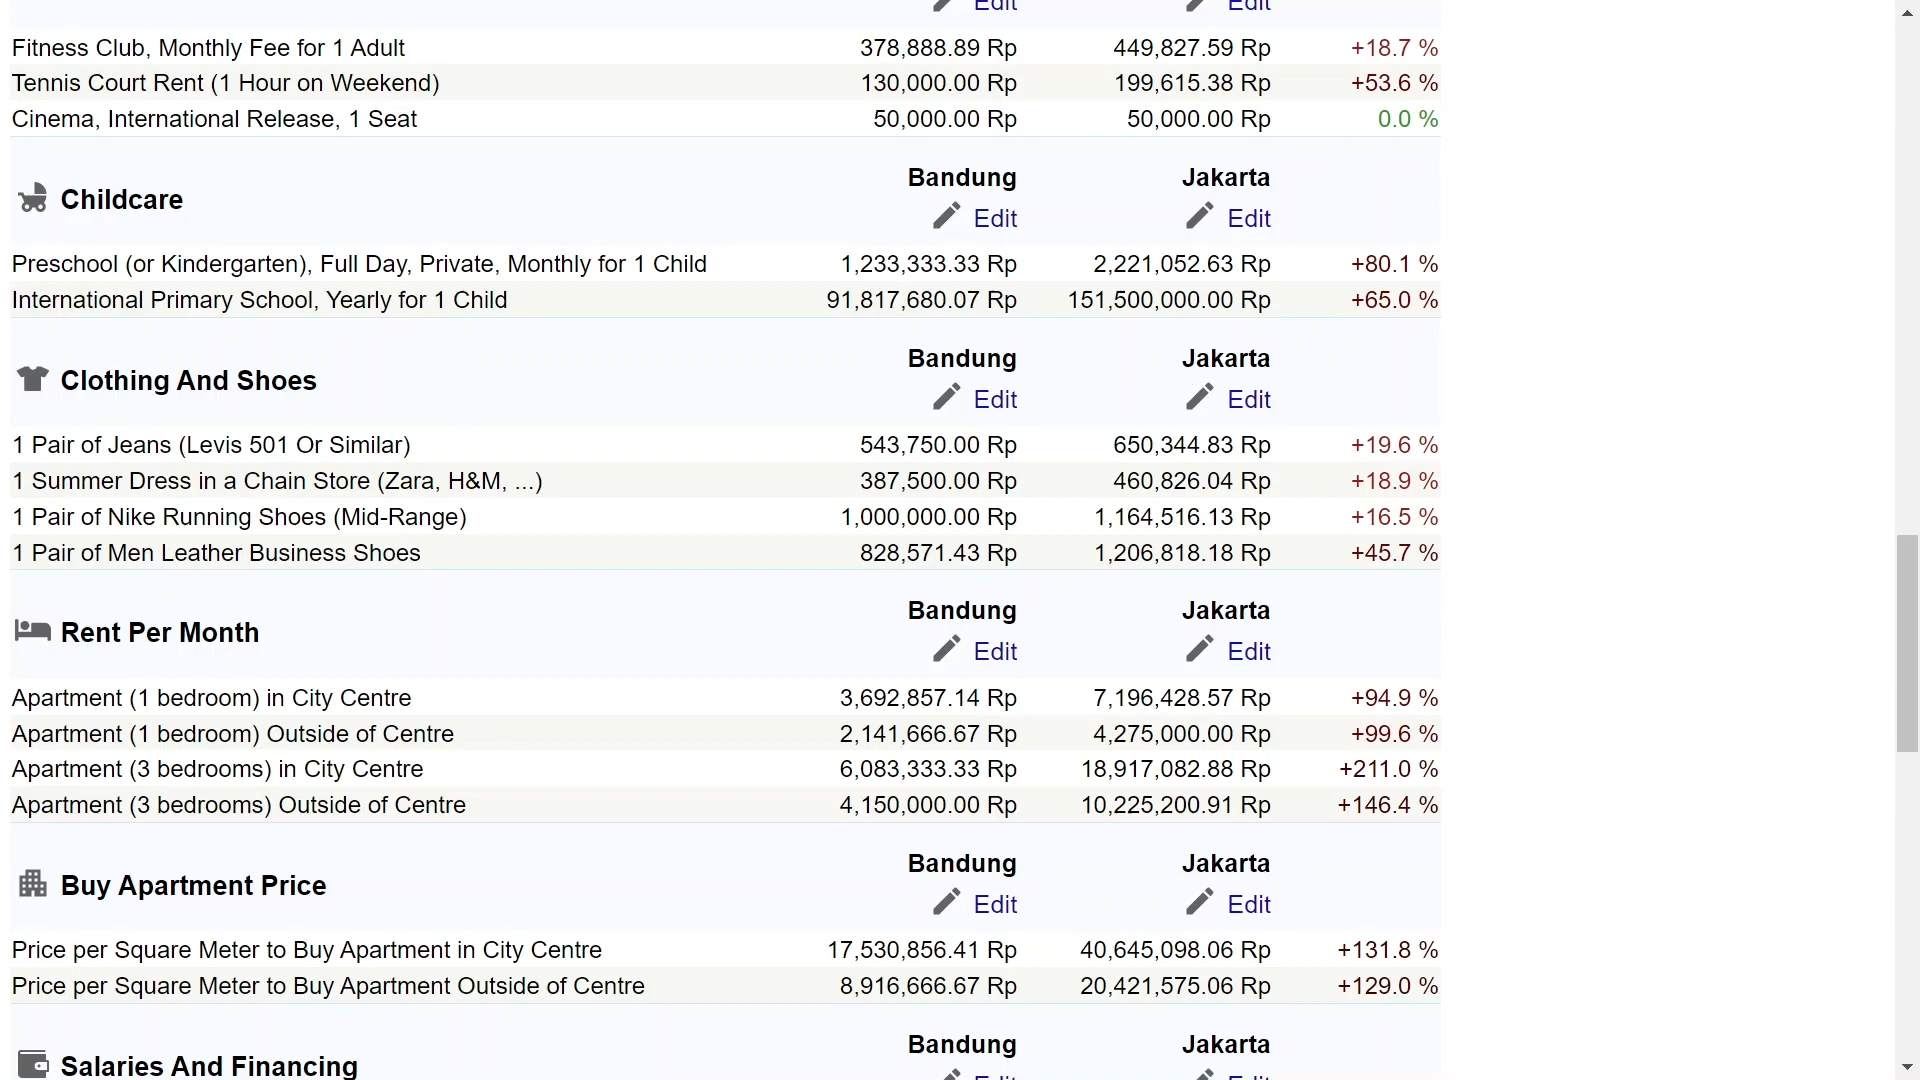 Edit Edit
Fitness Club, Monthly Fee for 1 Adult 378,888.89 Rp 449,827.59 Rp +18.7 %
Tennis Court Rent (1 Hour on Weekend) 130,000.00 Rp 199,615.38 Rp +53.6 %
Cinema, International Release, 1 Seat 50,000.00 Rp 50,000.00 Rp 0.0 %
Childcare Bandung Jakarta
Edit Edit
Preschool (or Kindergarten), Full Day, Private, Monthly for 1 Child 1,233,333.33 Rp 2,221,052.63 Rp +80.1 %
International Primary School, Yearly for 1 Child 91,817,680.07 Rp 151,500,000.00 Rp +65.0 %
Clothing And Shoes Bandung Jakarta
Edit Edit
1 Pair of Jeans (Levis 501 Or Similar) 543,750.00 Rp 650,344.83 Rp +19.6 %
1 Summer Dress in a Chain Store (Zara, H&M, ...) 387,500.00 Rp 460,826.04 Rp +18.9 %
1 Pair of Nike Running Shoes (Mid-Range) 1,000,000.00 Rp 1,164,516.13 Rp +16.5 %
1 Pair of Men Leather Business Shoes 828,571.43 Rp 1,206,818.18 Rp +45.7 %
Rent Per Month Bandung Jakarta
Edit Edit
Apartment (1 bedroom) in City Centre 3,692,857.14 Rp 7,196,428.57 Rp +94.9 %
Apartment (1 bedroom) Outside of Centre 2,141,666.67 Rp 4,275,000.00 Rp +99.6 %
Apartment (3 bedrooms) in City Centre 6,083,333.33 Rp 18,917,082.88 Rp +211.0 %
Apartment (3 bedrooms) Outside of Centre 4,150,000.00 Rp 10,225,200.91 Rp +146.4 %
Buy Apartment Price Bandung Jakarta
Edit Edit
Price per Square Meter to Buy Apartment in City Centre 17,530,856.41 Rp 40,645,098.06 Rp +131.8 %
Price per Square Meter to Buy Apartment Outside of Centre 8,916,666.67 Rp 20,421,575.06 Rp +129.0 %
Salaries And Financing Bandung Jakarta
Edit Edit